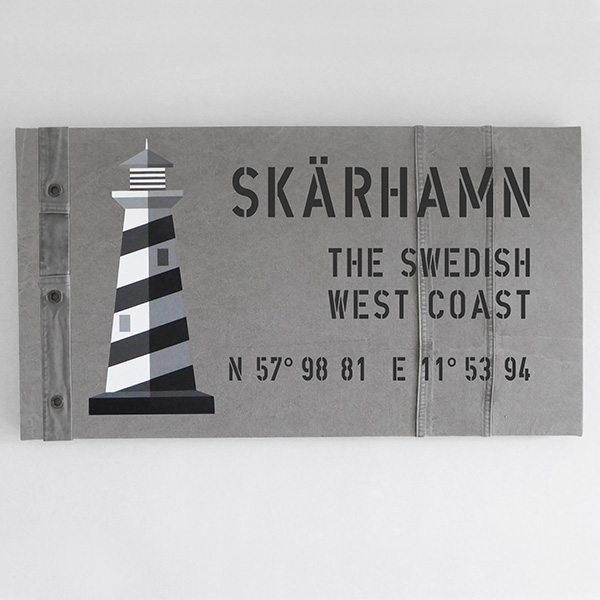 SKÄRHAMN
THE SWEDISH
WEST COAST
N 57° 98 81 E 11° 53 94